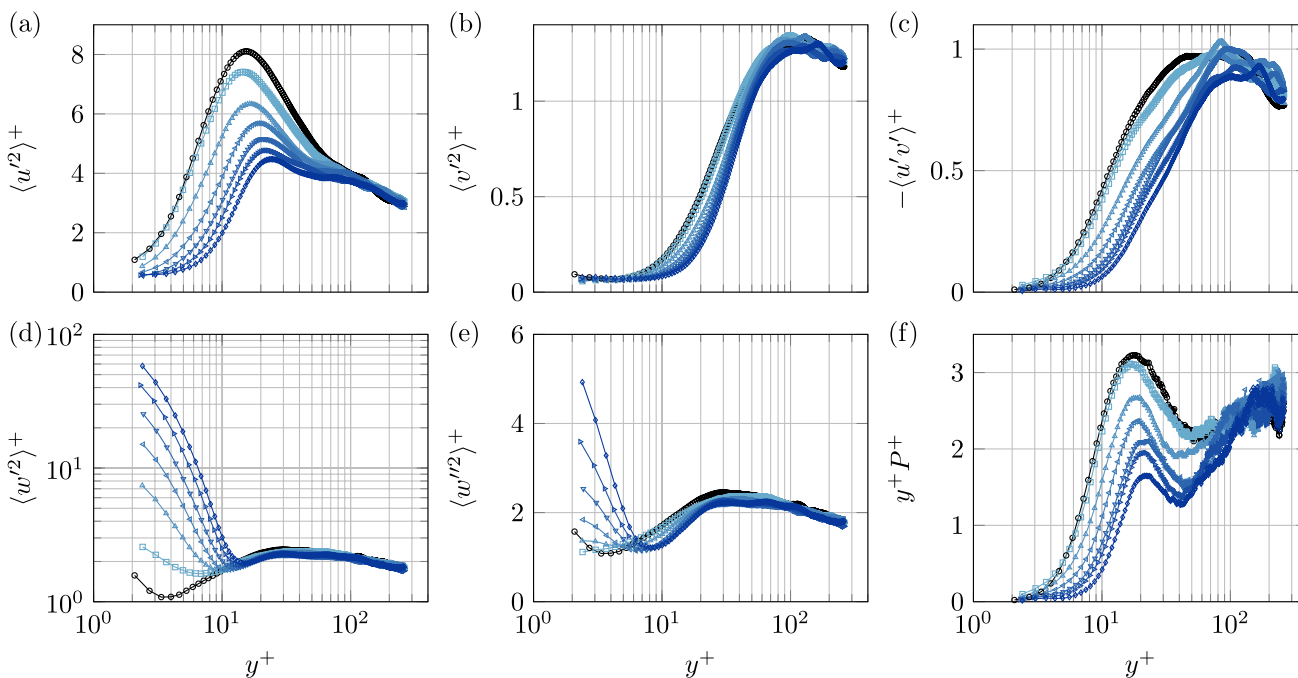 (a)
8
6
4
2
0
⟨u′²⟩⁺
(b)
1
0.5
0
⟨v′²⟩⁺
(c)
1
0.5
0
−⟨u′v′⟩⁺
(d)
10²
10¹
10⁰
⟨w′²⟩⁺
10⁰ 10¹ 10²
y⁺
(e)
6
4
2
0
⟨w′′²⟩⁺
10⁰ 10¹ 10²
y⁺
(f)
3
2
1
0
y⁺P⁺
10⁰ 10¹ 10²
y⁺